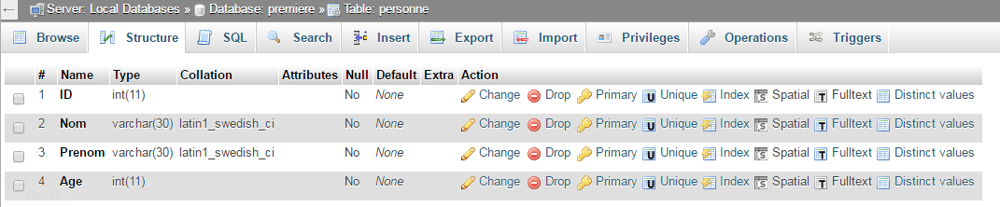 Server: Local Databases » Database: premiere » Table: personne
Browse Structure SQL Search Insert Export Import Privileges Operations Triggers
# Name Type Collation Attributes Null Default Extra Action
1 ID int(11) No None Change Drop Primary Unique Index Spatial Fulltext Distinct values
2 Nom varchar(30) latin1_swedish_ci No None Change Drop Primary Unique Index Spatial Fulltext Distinct values
3 Prenom varchar(30) latin1_swedish_ci No None Change Drop Primary Unique Index Spatial Fulltext Distinct values
4 Age int(11) No None Change Drop Primary Unique Index Spatial Fulltext Distinct values